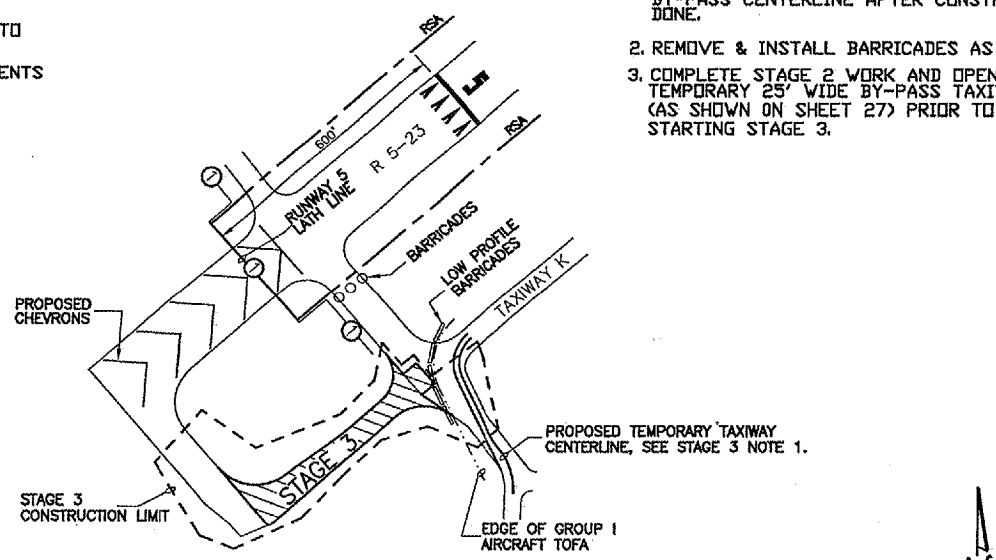 TO
ENTS
BY-PASS CENTERLINE AFTER CONST
DONE.
2. REMOVE & INSTALL BARRICADES AS
3. COMPLETE STAGE 2 WORK AND OPEN
TEMPORARY 25' WIDE BY-PASS TAXI
(AS SHOWN ON SHEET 27) PRIOR TO
STARTING STAGE 3.
RSA
600'
R 5-23
RSA
RUNWAY 5
LATH LINE
BARRICADES
LOW PROFILE
BARRICADES
TAXIWAY K
PROPOSED
CHEVRONS
STAGE 3
PROPOSED TEMPORARY TAXIWAY
CENTERLINE, SEE STAGE 3 NOTE 1.
STAGE 3
CONSTRUCTION LIMIT
EDGE OF GROUP I
AIRCRAFT TOFA